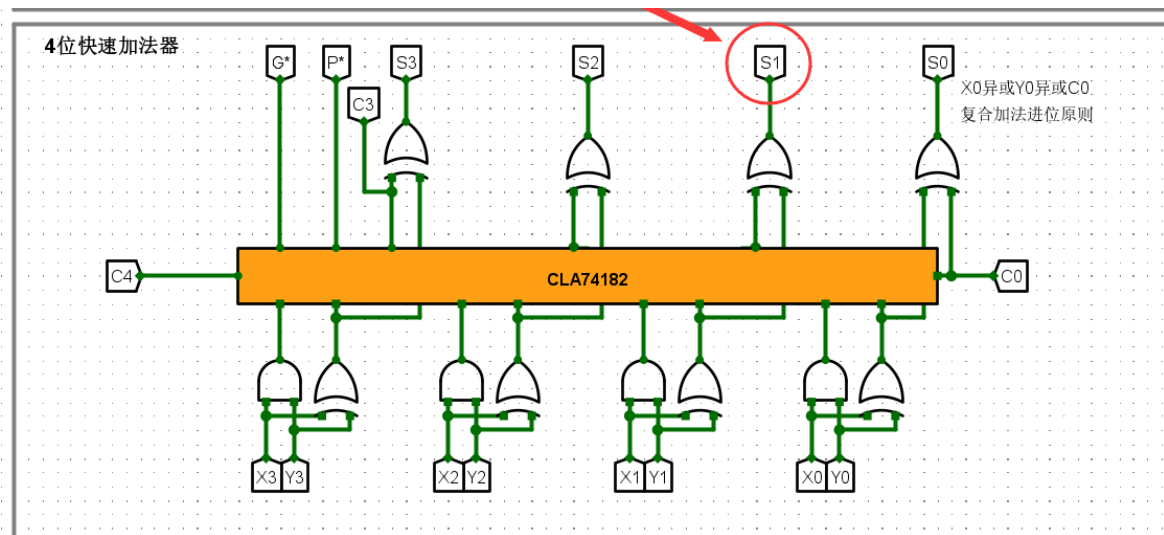 4位快速加法器
G* P* S3 S2 S1 S0
C3
X0异或Y0异或C0
复合加法进位原则
C4 CLA74182 C0
X3 Y3 X2 Y2 X1 Y1 X0 Y0